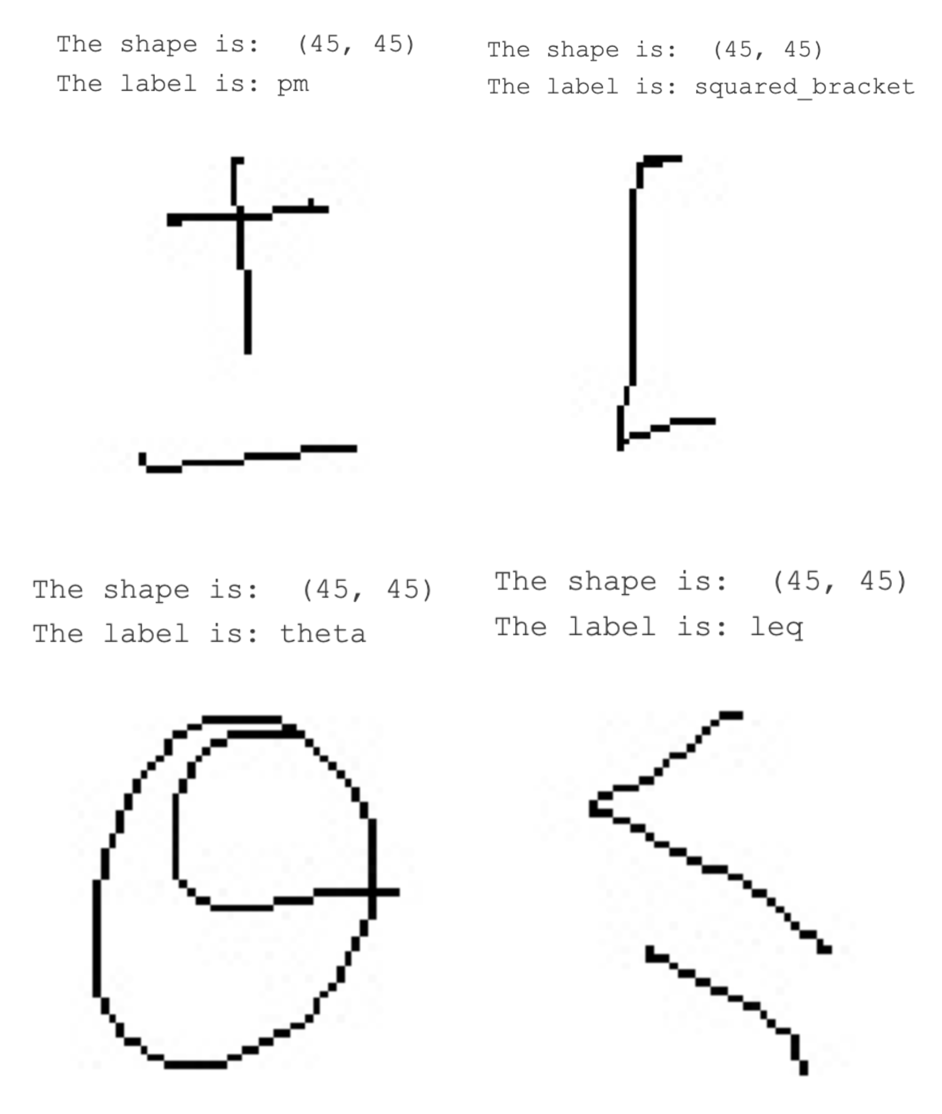 The shape is:  (45, 45)
The label is: pm
The shape is:  (45, 45)
The label is: squared_bracket
±
[
The shape is:  (45, 45)
The label is: theta
The shape is:  (45, 45)
The label is: leq
θ
≤